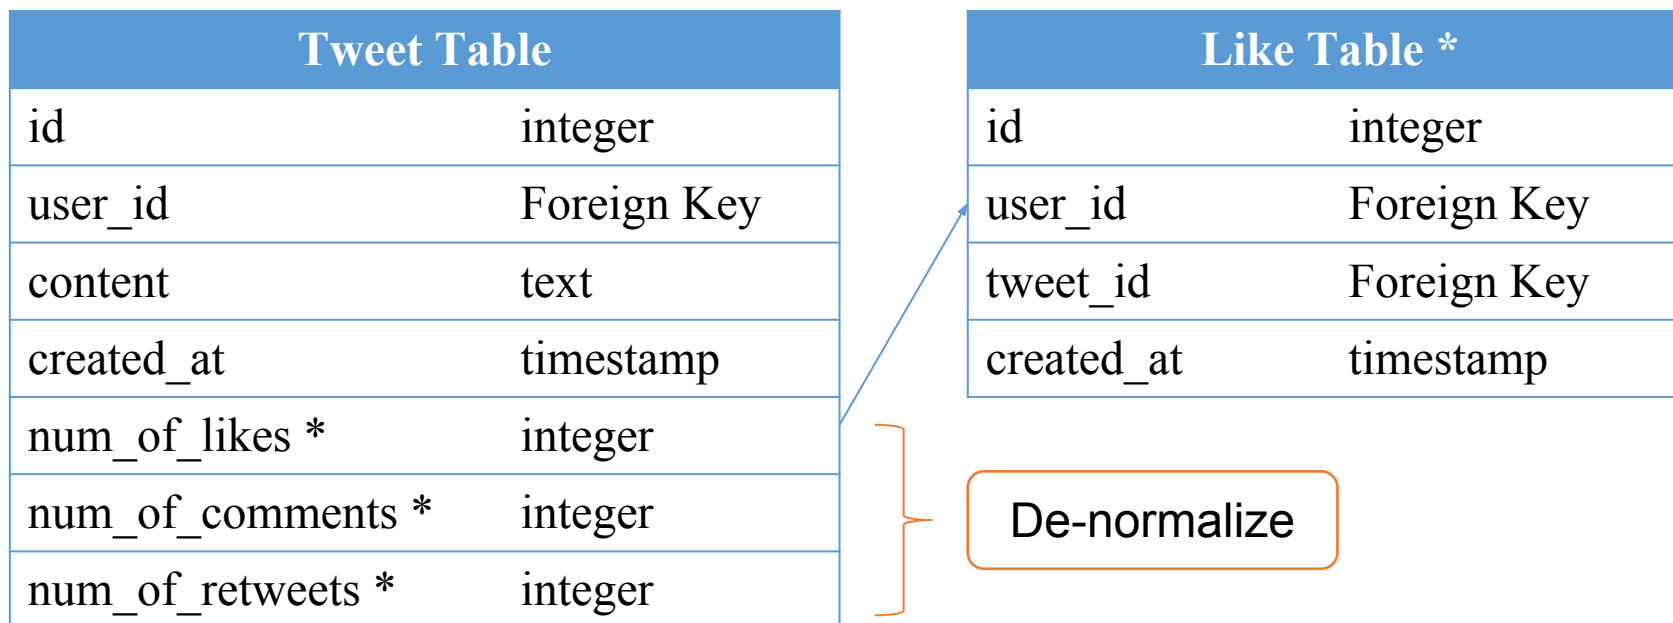 Tweet Table
id integer
user_id Foreign Key
content text
created_at timestamp
num_of_likes * integer
num_of_comments * integer
num_of_retweets * integer
Like Table *
id integer
user_id Foreign Key
tweet_id Foreign Key
created_at timestamp
De-normalize